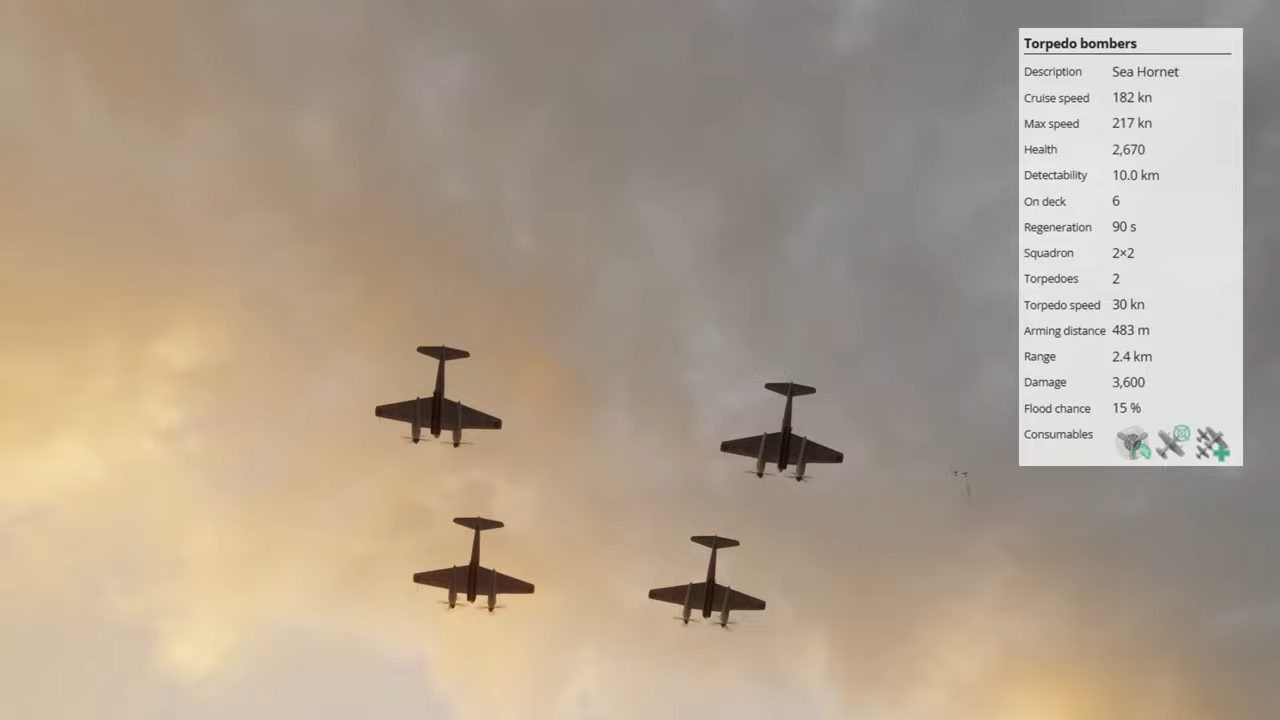 Torpedo bombers
Description Sea Hornet
Cruise speed 182 kn
Max speed 217 kn
Health 2,670
Detectability 10.0 km
On deck 6
Regeneration 90 s
Squadron 2×2
Torpedoes 2
Torpedo speed 30 kn
Arming distance 483 m
Range 2.4 km
Damage 3,600
Flood chance 15 %
Consumables